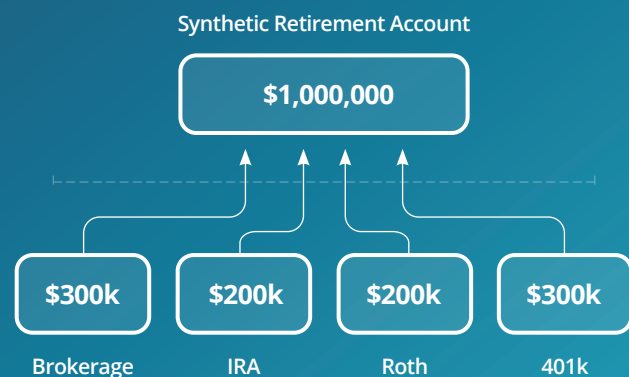 Synthetic Retirement Account
$1,000,000
$300k
$200k
$200k
$300k
Brokerage
IRA
Roth
401k